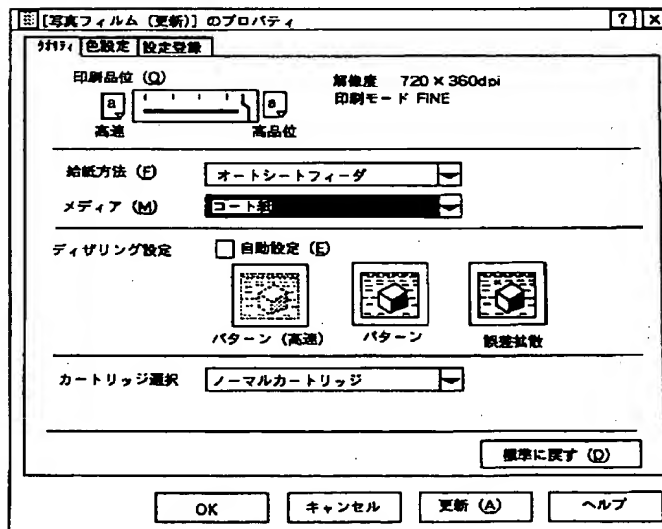 [写真フィルム (更新)] のプロパティ ? ×
クオリティ 色設定 設定登録
印刷品位 (Q) 解像度 720×360dpi
印刷モード FINE
a a
高速 高品位
給紙方法 (F) オートシートフィーダ
メディア (M) コート紙
ディザリング設定 自動設定 (E)
パターン (高速) パターン 誤差拡散
カートリッジ選択 ノーマルカートリッジ
標準に戻す (D)
OK キャンセル 更新 (A) ヘルプ